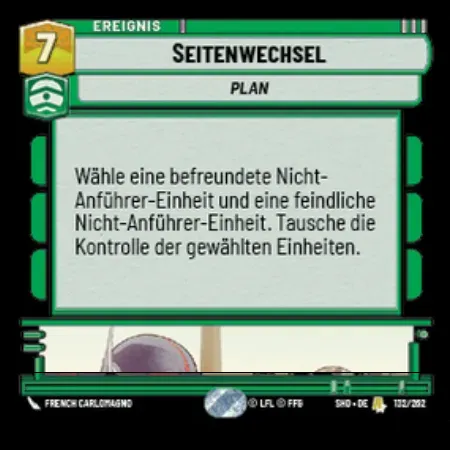 EREIGNIS
7
SEITENWECHSEL
PLAN
Wähle eine befreundete Nicht-
Anführer-Einheit und eine feindliche
Nicht-Anführer-Einheit. Tausche die
Kontrolle der gewählten Einheiten.
FRENCH CARLOMAGNO
© LFL © FFG
SHD • DE
132/262